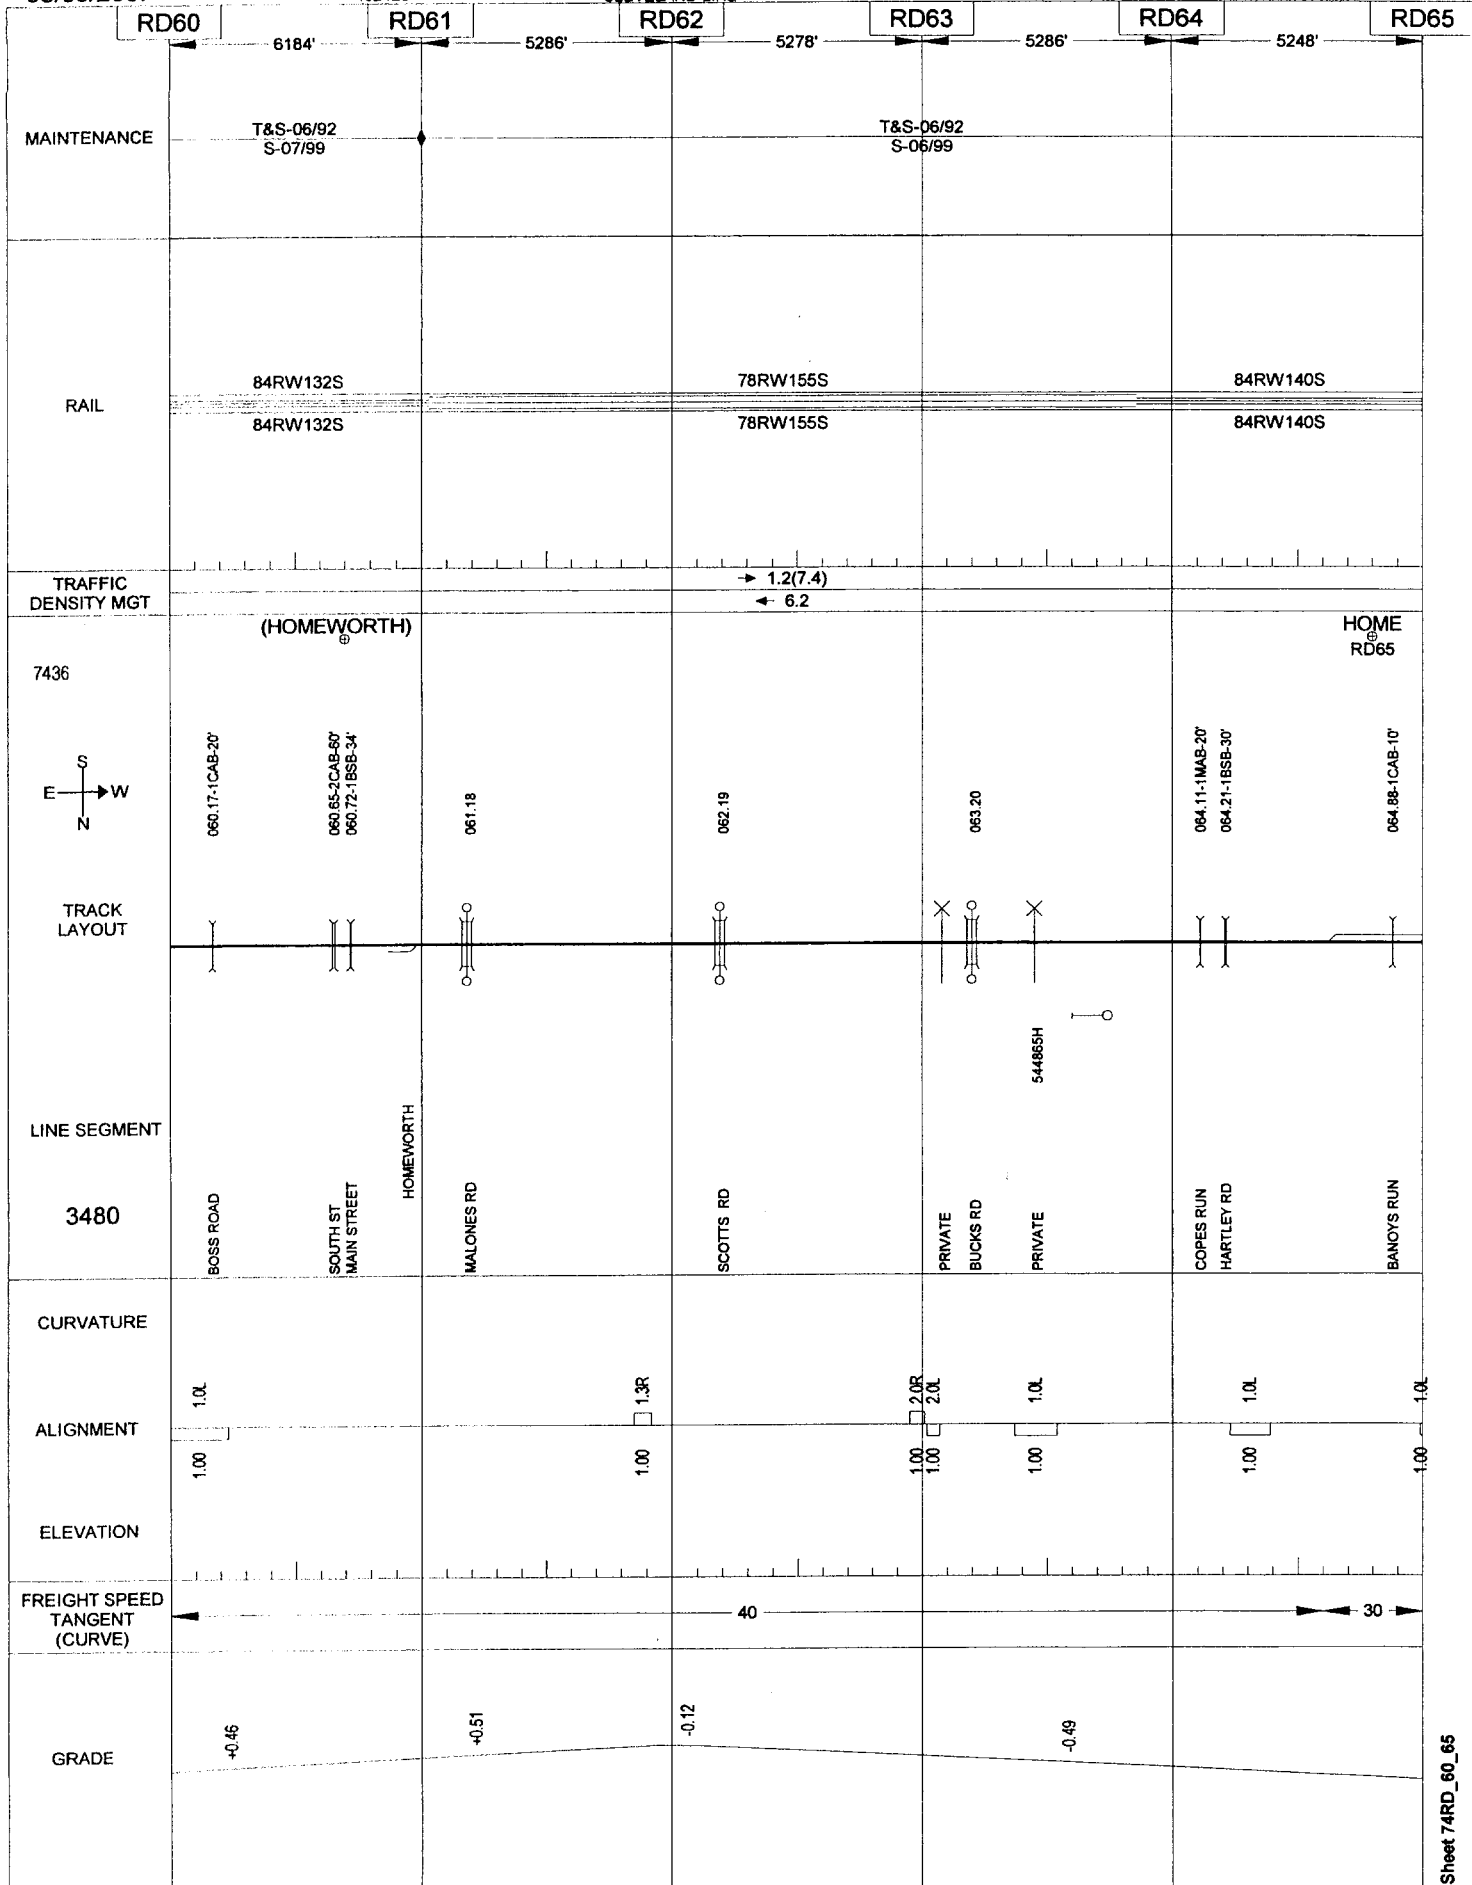 RD60 RD61 RD62 RD63 RD64 RD65
6184' 5286' 5278' 5286' 5248'
MAINTENANCE
T&S-06/92
S-07/99
T&S-06/92
S-06/99
RAIL
84RW132S 78RW155S 84RW140S
84RW132S 78RW155S 84RW140S
TRAFFIC
DENSITY MGT
1.2(7.4)
6.2
(HOMEWORTH)
HOME
RD65
7436
S
E W
N
060.17-1CAB-20'
060.65-2CAB-60'
060.72-1BSB-34'
061.18
062.19
063.20
064.11-1MAB-20'
064.21-1BSB-30'
064.88-1CAB-10'
TRACK
LAYOUT
544865H
LINE SEGMENT
3480
BOSS ROAD
SOUTH ST
MAIN STREET
HOMEWORTH
MALONES RD
SCOTTS RD
PRIVATE
BUCKS RD
PRIVATE
COPES RUN
HARTLEY RD
BANOYS RUN
CURVATURE
1.0L 1.3R 2.0R 2.0L 1.0L 1.0L 1.0L
ALIGNMENT
1.00 1.00 1.00 1.00 1.00 1.00 1.00
ELEVATION
FREIGHT SPEED
TANGENT
(CURVE)
40 30
GRADE
+0.46 +0.51 -0.12 -0.49
Sheet 74RD_60_65